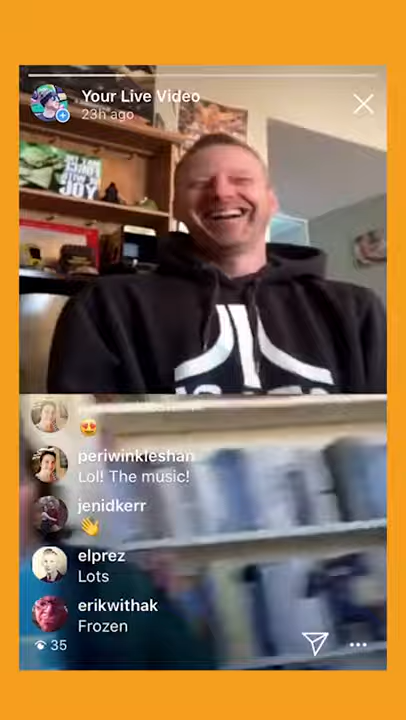 Your Live Video
23h ago
JOY
periwinkleshan
Lol! The music!
jenidkerr
elprez
Lots
erikwithak
Frozen
35